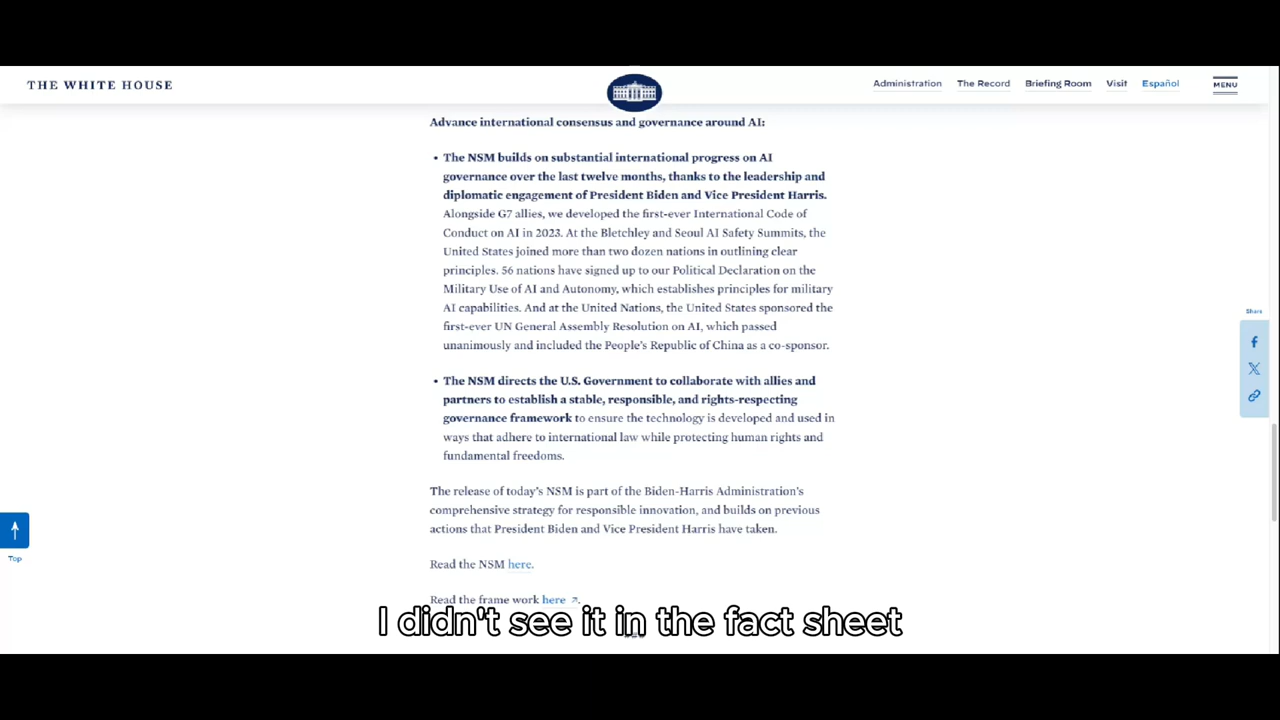 THE WHITE HOUSE
Administration
The Record
Briefing Room
Visit
Español
MENU
Advance international consensus and governance around AI:
• The NSM builds on substantial international progress on AI
governance over the last twelve months, thanks to the leadership and
diplomatic engagement of President Biden and Vice President Harris.
Alongside G7 allies, we developed the first-ever International Code of
Conduct on AI in 2023. At the Bletchley and Seoul AI Safety Summits, the
United States joined more than two dozen nations in outlining clear
principles. 56 nations have signed up to our Political Declaration on the
Military Use of AI and Autonomy, which establishes principles for military
AI capabilities. And at the United Nations, the United States sponsored the
first-ever UN General Assembly Resolution on AI, which passed
unanimously and included the People's Republic of China as a co-sponsor.
• The NSM directs the U.S. Government to collaborate with allies and
partners to establish a stable, responsible, and rights-respecting
governance framework to ensure the technology is developed and used in
ways that adhere to international law while protecting human rights and
fundamental freedoms.
The release of today's NSM is part of the Biden-Harris Administration's
comprehensive strategy for responsible innovation, and builds on previous
actions that President Biden and Vice President Harris have taken.
Read the NSM here.
Read the frame work here ↗.
I didn't see it in the fact sheet
Share
Top